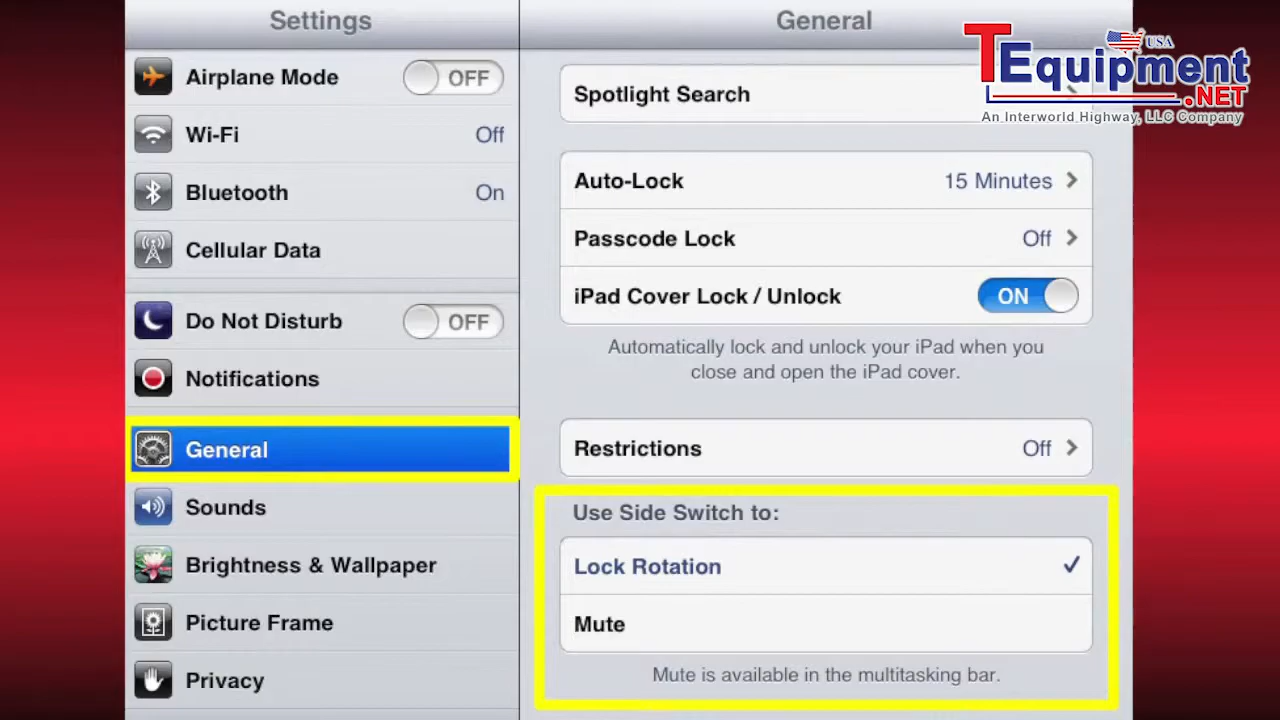 Settings
Airplane Mode OFF
Wi-Fi Off
Bluetooth On
Cellular Data
Do Not Disturb OFF
Notifications
General
Sounds
Brightness & Wallpaper
Picture Frame
Privacy
General
Spotlight Search
Auto-Lock 15 Minutes
Passcode Lock Off
iPad Cover Lock / Unlock ON
Automatically lock and unlock your iPad when you
close and open the iPad cover.
Restrictions Off
Use Side Switch to:
Lock Rotation
Mute
Mute is available in the multitasking bar.
USA
TEquipment
.NET
An Interworld Highway, LLC Company